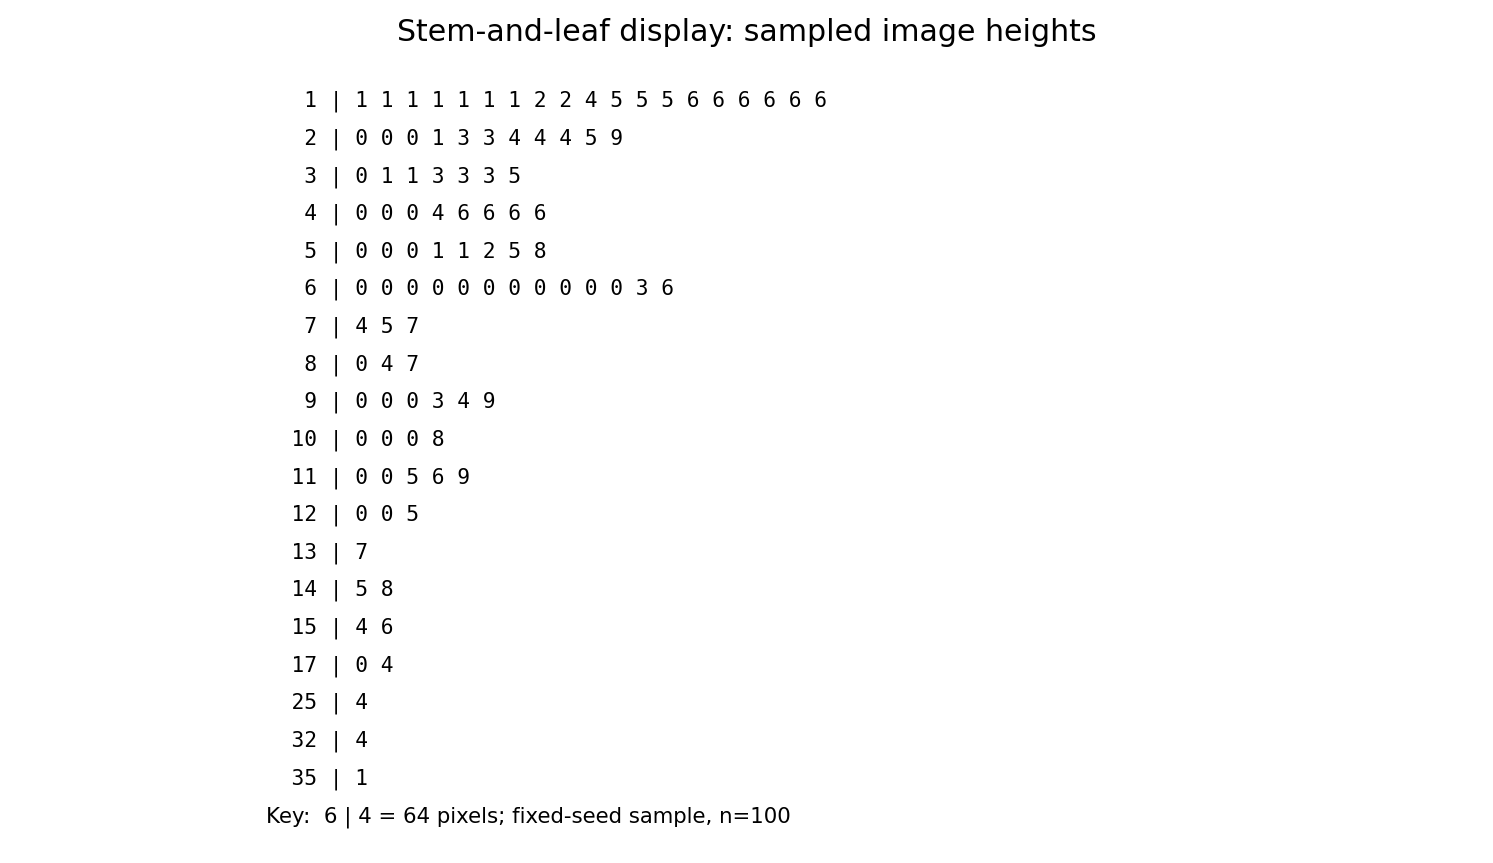 Stem-and-leaf display: sampled image heights
1 | 1 1 1 1 1 1 1 2 2 4 5 5 5 6 6 6 6 6 6
2 | 0 0 0 1 3 3 4 4 4 5 9
3 | 0 1 1 3 3 3 5
4 | 0 0 0 4 6 6 6 6
5 | 0 0 0 1 1 2 5 8
6 | 0 0 0 0 0 0 0 0 0 0 0 3 6
7 | 4 5 7
8 | 0 4 7
9 | 0 0 0 3 4 9
10 | 0 0 0 8
11 | 0 0 5 6 9
12 | 0 0 5
13 | 7
14 | 5 8
15 | 4 6
17 | 0 4
25 | 4
32 | 4
35 | 1
Key:  6 | 4 = 64 pixels; fixed-seed sample, n=100